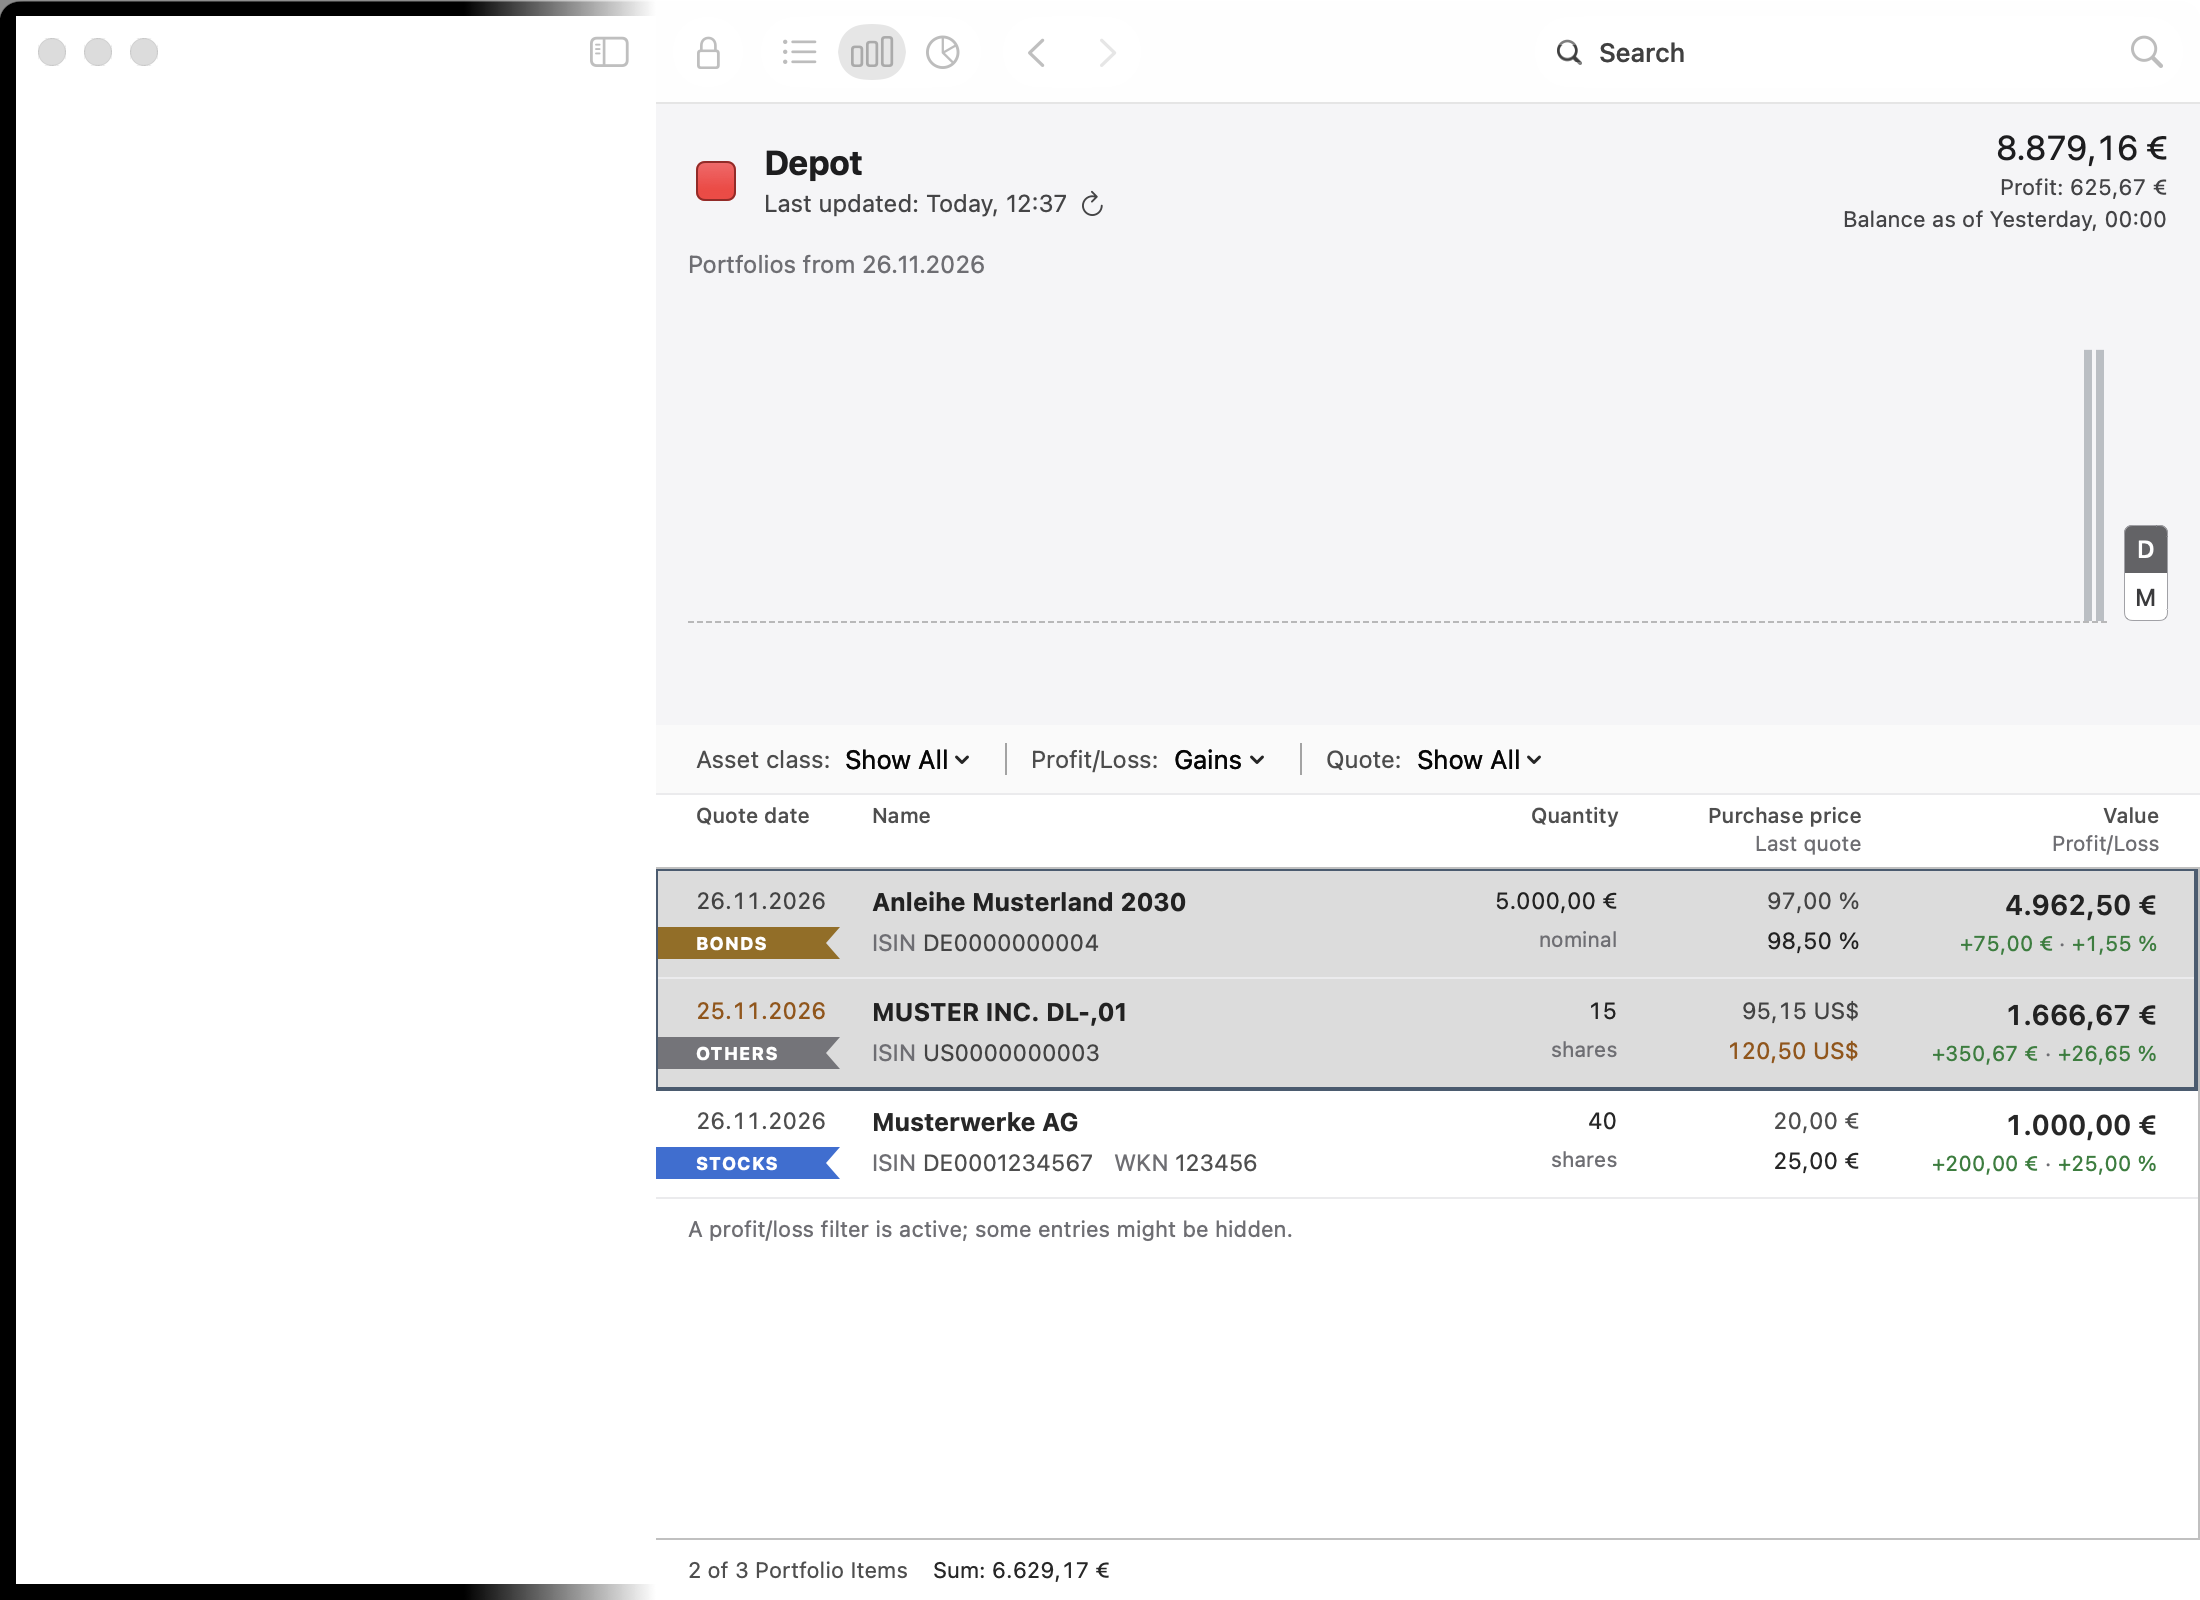 Search
Depot
8.879,16 €
Last updated: Today, 12:37
Profit: 625,67 €
Balance as of Yesterday, 00:00
Portfolios from 26.11.2026
D
M
Asset class: Show All Profit/Loss: Gains Quote: Show All
Quote date Name Quantity Purchase price Value
Last quote Profit/Loss
26.11.2026 Anleihe Musterland 2030 5.000,00 € 97,00 % 4.962,50 €
BONDS ISIN DE0000000004 nominal 98,50 % +75,00 € · +1,55 %
25.11.2026 MUSTER INC. DL-,01 15 95,15 US$ 1.666,67 €
OTHERS ISIN US0000000003 shares 120,50 US$ +350,67 € · +26,65 %
26.11.2026 Musterwerke AG 40 20,00 € 1.000,00 €
STOCKS ISIN DE0001234567 WKN 123456 shares 25,00 € +200,00 € · +25,00 %
A profit/loss filter is active; some entries might be hidden.
2 of 3 Portfolio Items Sum: 6.629,17 €